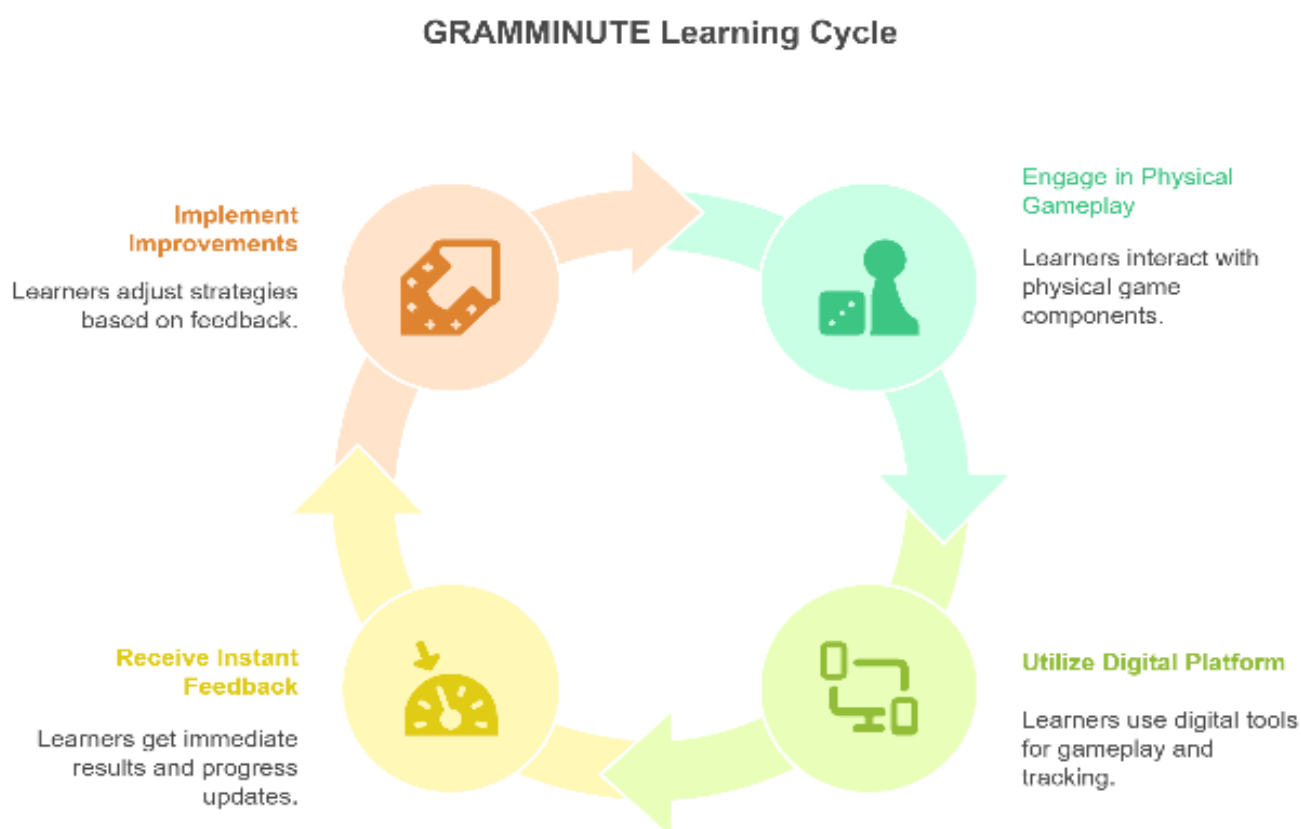 GRAMMINUTE Learning Cycle
Implement
Improvements
Learners adjust strategies
based on feedback.
Engage in Physical
Gameplay
Learners interact with
physical game
components.
Receive Instant
Feedback
Learners get immediate
results and progress
updates.
Utilize Digital Platform
Learners use digital tools
for gameplay and
tracking.